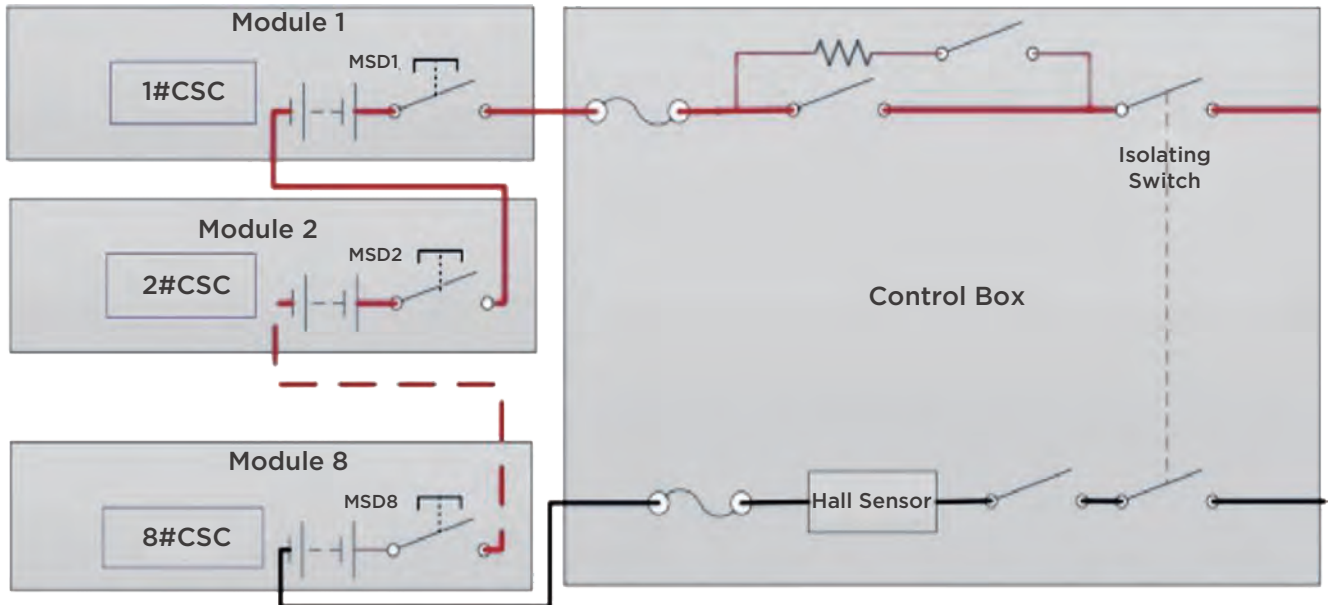 Module 1
MSD1
1#CSC
Isolating
Switch
Module 2
MSD2
2#CSC
Control Box
Module 8
MSD8
8#CSC
Hall Sensor